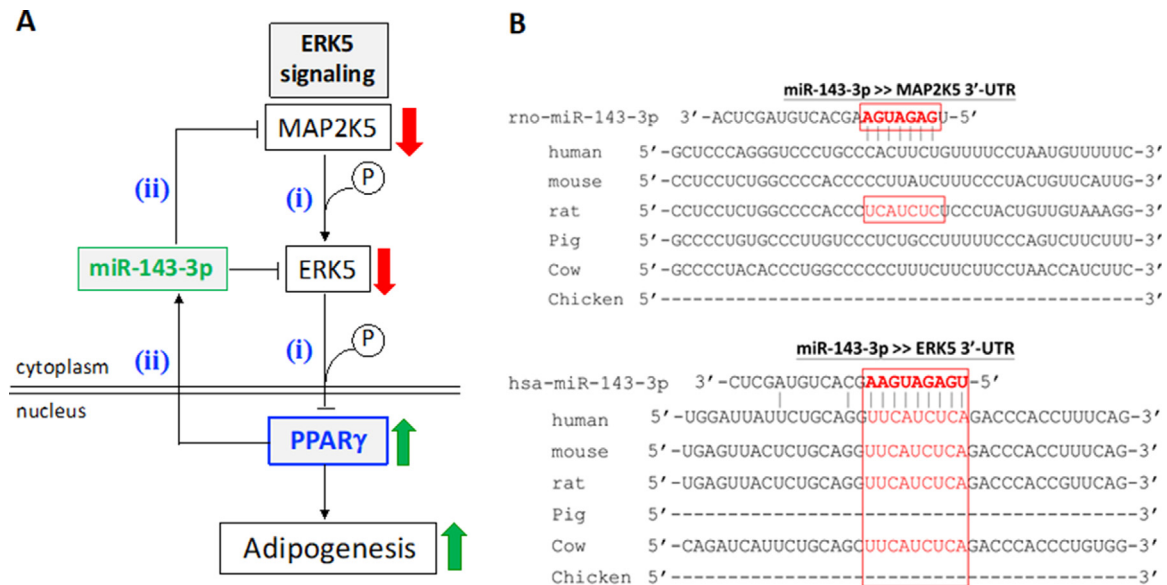 A
ERK5
signaling
MAP2K5
(ii)
(i)
P
miR-143-3p
ERK5
(ii)
(i)
P
cytoplasm
nucleus
PPARγ
Adipogenesis
B
miR-143-3p >> MAP2K5 3’-UTR
rno-miR-143-3p 3’-ACUCGAUGUCACGAAGUAGAGU-5’
human 5’-GCUCCCAGGGUCCCUGCCCACUUCUGUUUUCCUAAUGUUUUUC-3’
mouse 5’-CCUCCUCUGGCCCCACCCCCUUAUCUUUCCCUACUGUUCAUUG-3’
rat 5’-CCUCCUCUGGCCCCACCCUCAUCUCUCCCUACUGUUGUAAAGG-3’
Pig 5’-GCCCCUGUGCCCUUGUCCCUCUGCCUUUUUCCCAGUCUUCUUU-3’
Cow 5’-GCCCCUACACCCUGGCCCCCCUUUCUUCUUCCUAACCAUCUUC-3’
Chicken 5’-------------------------------------------3’
miR-143-3p >> ERK5 3’-UTR
hsa-miR-143-3p 3’-CUCGAUGUCACGAAGUAGAGU-5’
human 5’-UGGAUUAUUCUGCAGGUUCAUCUCAGACCCACCUUUCAG-3’
mouse 5’-UGAGUUACUCUGCAGGUUCAUCUCAGACCCACCUUUCAG-3’
rat 5’-UGAGUUACUCUGCAGGUUCAUCUCAGACCCACCGUUCAG-3’
Pig 5’---------------------------------------3’
Cow 5’-CAGAUCAUUCUGCAGCUUCAUCUCAGACCCACCCUGUGG-3’
Chicken 5’---------------------------------------3’